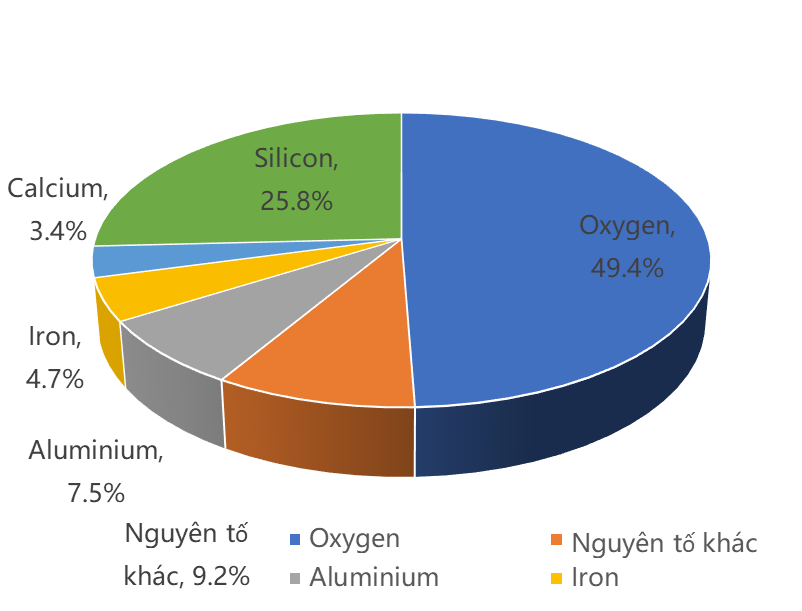 Silicon,
25.8%
Calcium,
3.4%
Oxygen,
49.4%
Iron,
4.7%
Aluminium,
7.5%
Nguyên tố
khác, 9.2%
Oxygen
Nguyên tố khác
Aluminium
Iron